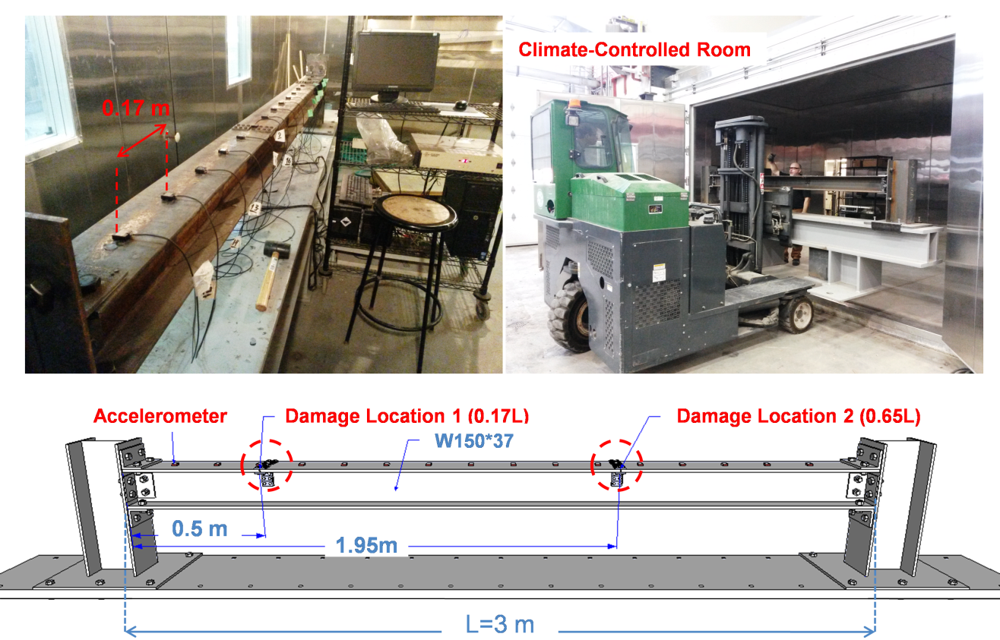 0.17 m
Climate-Controlled Room
Accelerometer
Damage Location 1 (0.17L)
Damage Location 2 (0.65L)
W150*37
0.5 m
1.95m
L=3 m